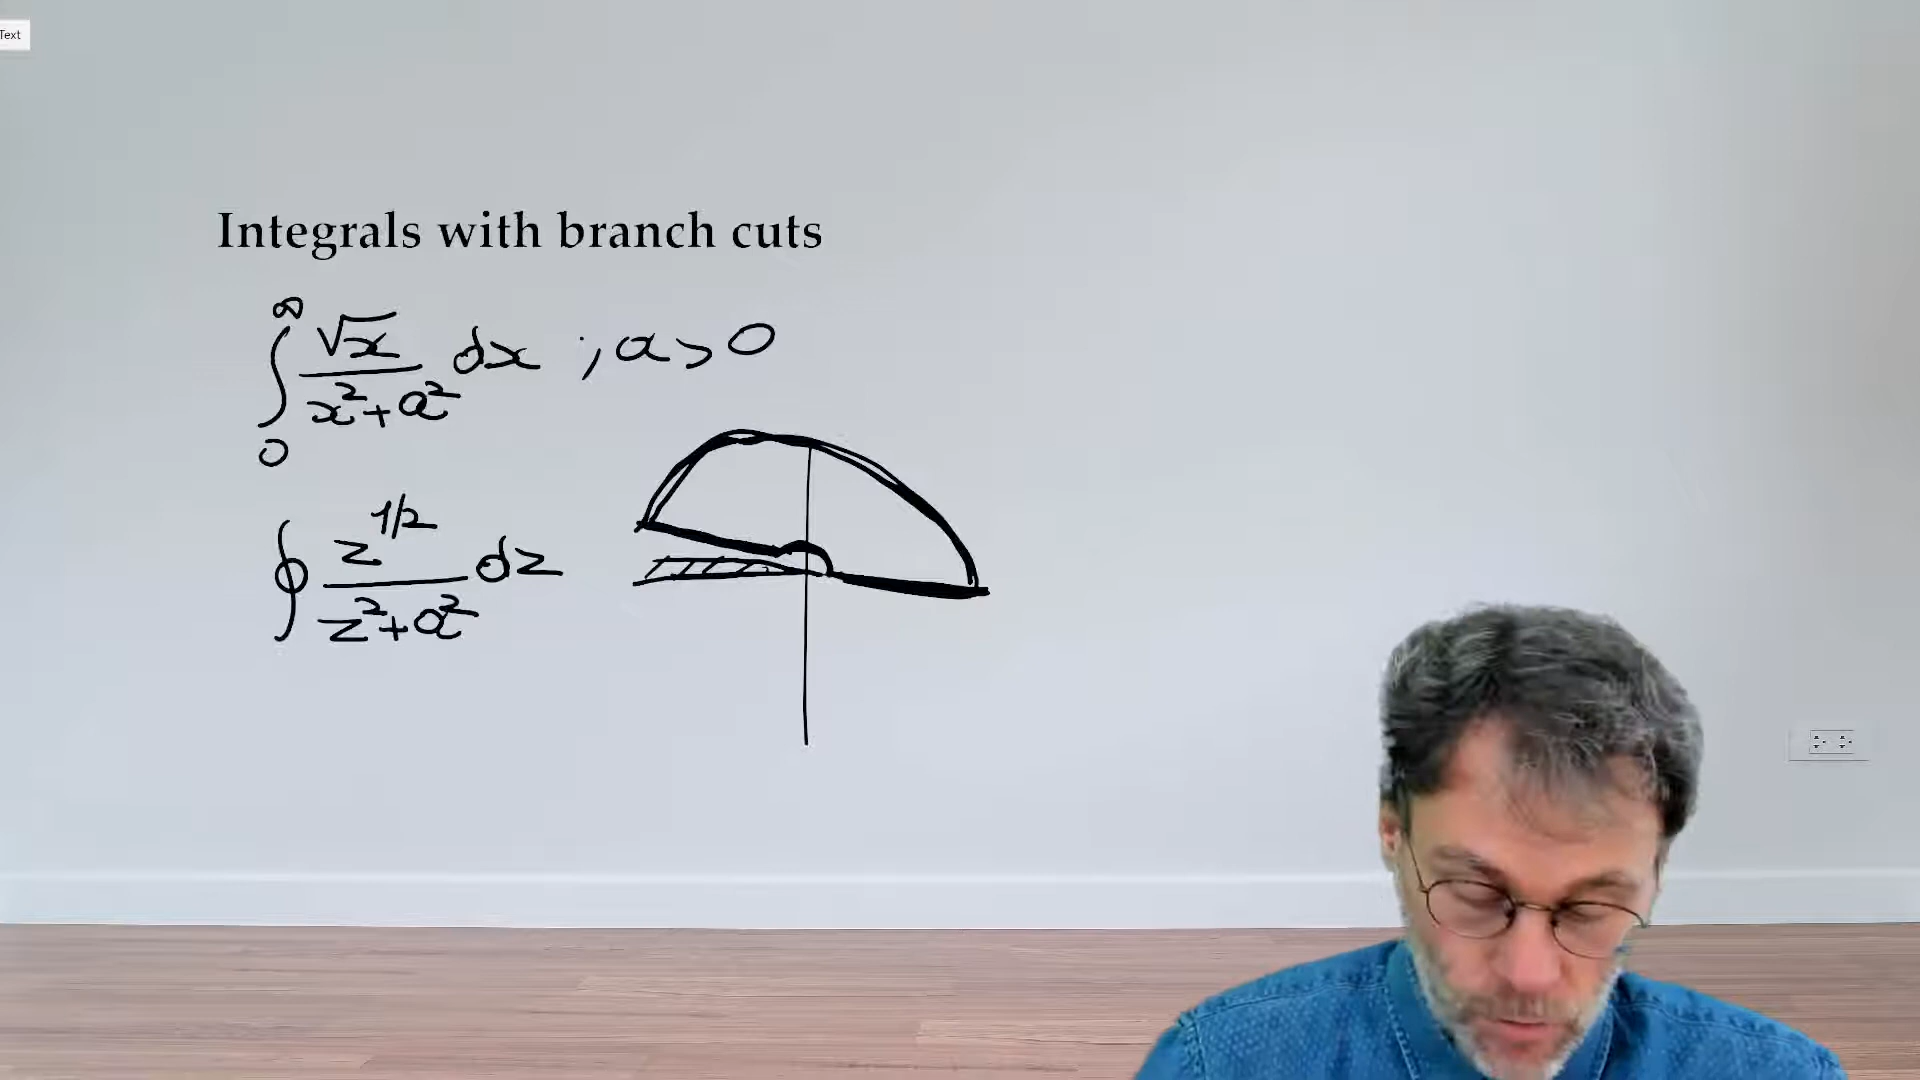 Text
Integrals with branch cuts
∫₀^∞ √x / (x²+a²) dx ; a>0
∮ z^{1/2} / (z²+a²) dz